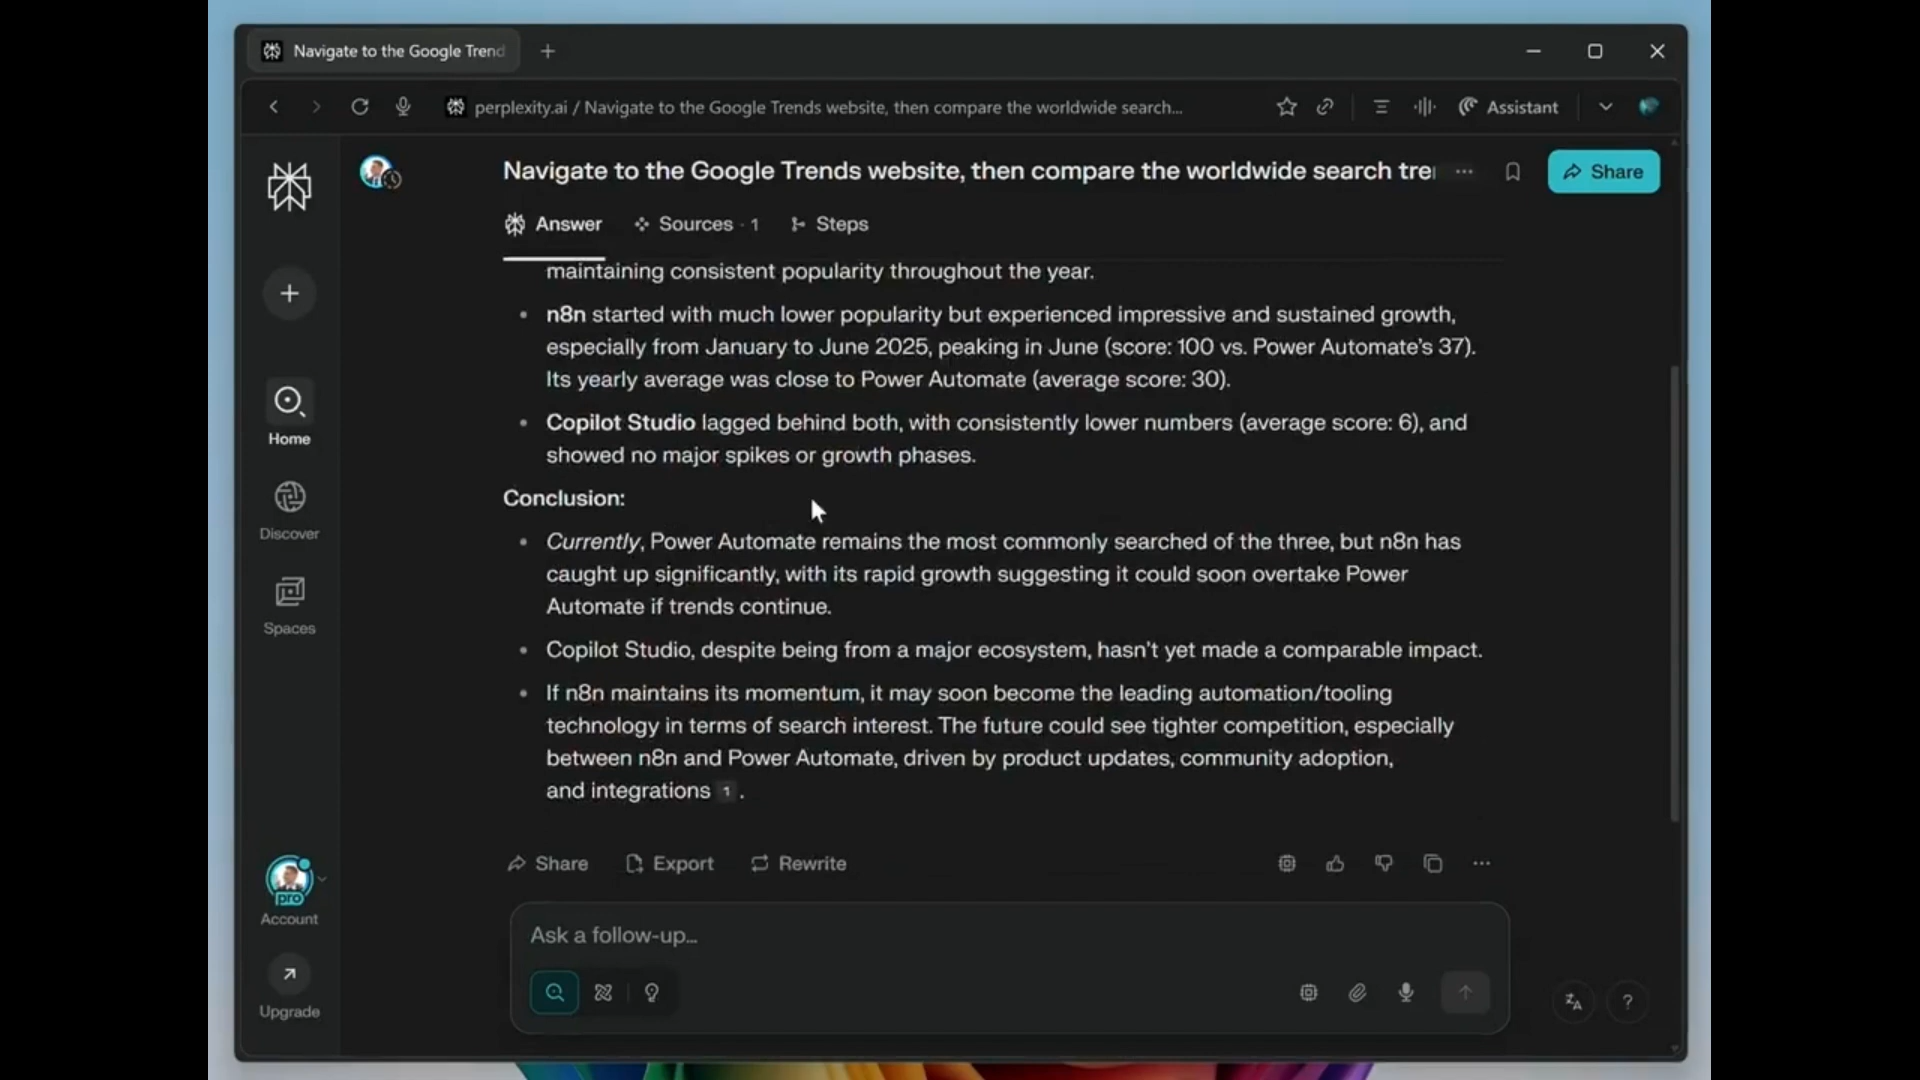 Navigate to the Google Trend
perplexity.ai / Navigate to the Google Trends website, then compare the worldwide search...
Assistant
Navigate to the Google Trends website, then compare the worldwide search tre
Share
Answer
Sources · 1
Steps
maintaining consistent popularity throughout the year.
• n8n started with much lower popularity but experienced impressive and sustained growth,
especially from January to June 2025, peaking in June (score: 100 vs. Power Automate's 37).
Its yearly average was close to Power Automate (average score: 30).
• Copilot Studio lagged behind both, with consistently lower numbers (average score: 6), and
showed no major spikes or growth phases.
Conclusion:
• Currently, Power Automate remains the most commonly searched of the three, but n8n has
caught up significantly, with its rapid growth suggesting it could soon overtake Power
Automate if trends continue.
• Copilot Studio, despite being from a major ecosystem, hasn't yet made a comparable impact.
• If n8n maintains its momentum, it may soon become the leading automation/tooling
technology in terms of search interest. The future could see tighter competition, especially
between n8n and Power Automate, driven by product updates, community adoption,
and integrations 1 .
Share
Export
Rewrite
Ask a follow-up…
Home
Discover
Spaces
pro
Account
Upgrade
?